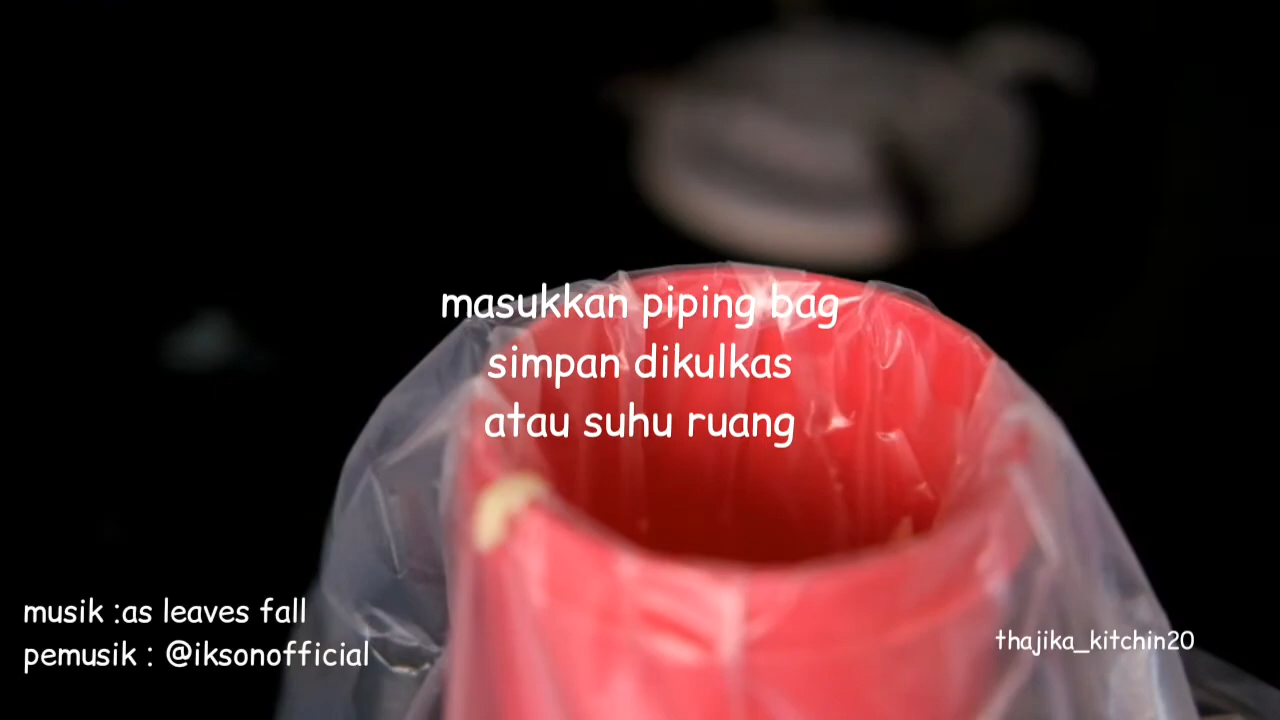 masukkan piping bag
simpan dikulkas
atau suhu ruang
musik :as leaves fall
pemusik : @iksonofficial
thajika_kitchin20